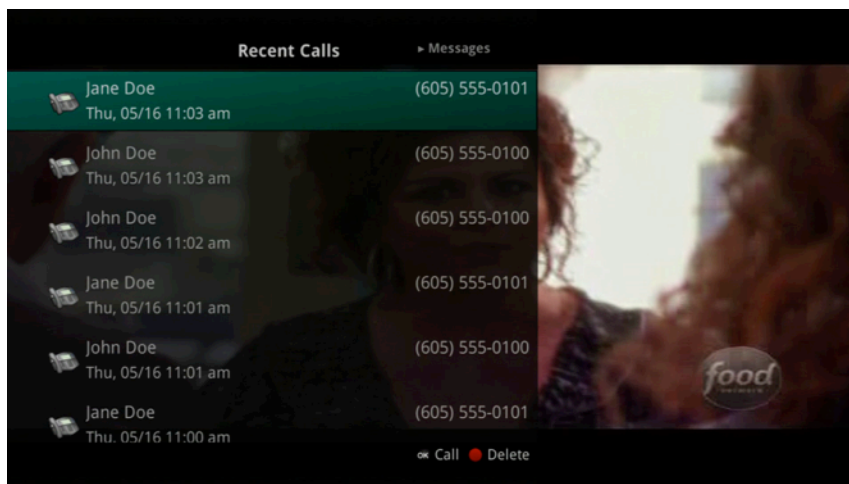 Recent Calls ▸ Messages
Jane Doe (605) 555-0101
Thu, 05/16 11:03 am
John Doe (605) 555-0100
Thu, 05/16 11:03 am
John Doe (605) 555-0100
Thu, 05/16 11:02 am
Jane Doe (605) 555-0101
Thu, 05/16 11:01 am
John Doe (605) 555-0100
Thu, 05/16 11:01 am
Jane Doe (605) 555-0101
Thu, 05/16 11:00 am
food
network
OK Call Delete